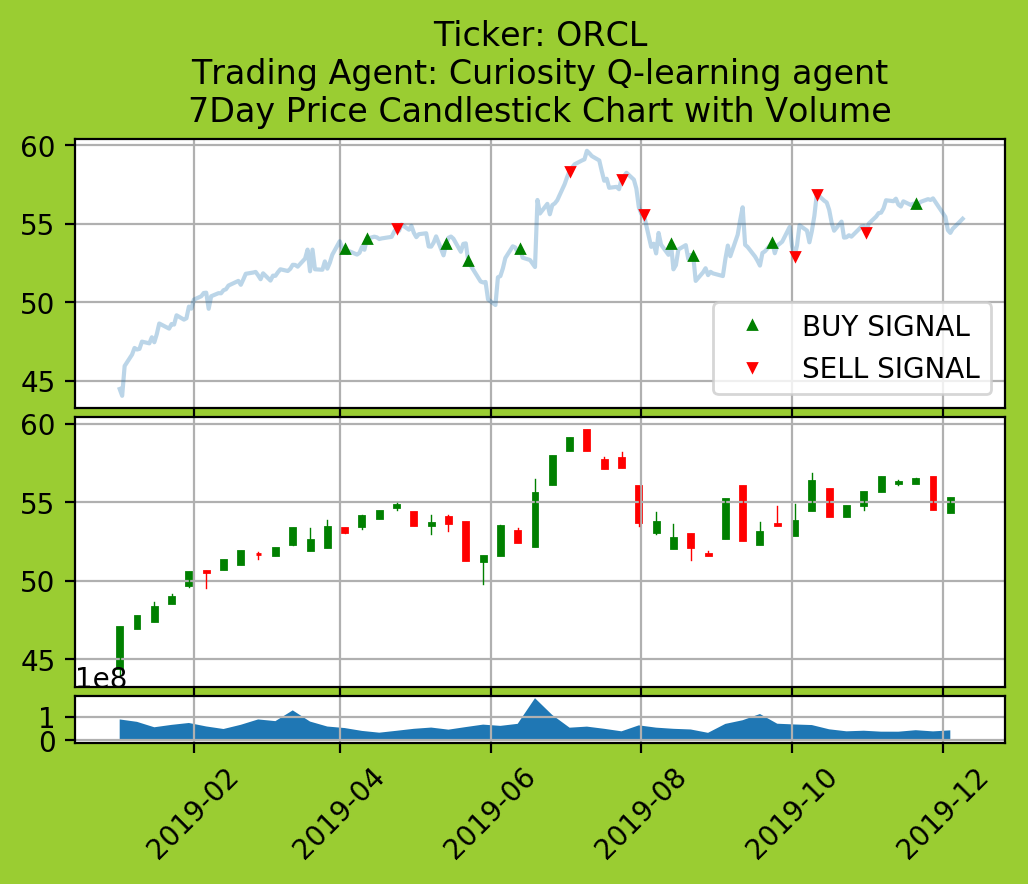 Ticker: ORCL
Trading Agent: Curiosity Q-learning agent
7Day Price Candlestick Chart with Volume
60
55
50
45
BUY SIGNAL
SELL SIGNAL
60
55
50
45
1e8
1
0
2019-02
2019-04
2019-06
2019-08
2019-10
2019-12